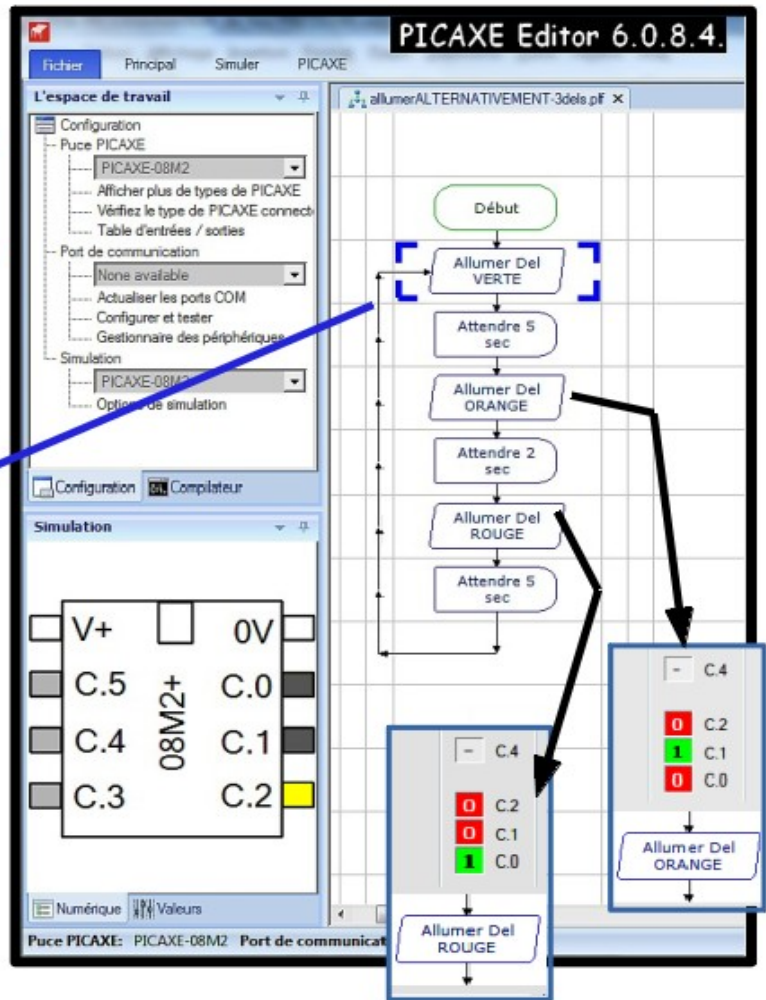 PICAXE Editor 6.0.8.4.
Fichier Principal Simuler PICAXE
L'espace de travail
allumerALTERNATIVEMENT-3dels.plf ×
Configuration
Puce PICAXE
PICAXE-08M2
Afficher plus de types de PICAXE
Vérifiez le type de PICAXE connect
Table d'entrées / sorties
Port de communication
None available
Actualiser les ports COM
Configurer et tester
Gestionnaire des périphériques
Simulation
PICAXE-08M2
Options de simulation
Configuration Compilateur
Début
Allumer Del
VERTE
Attendre 5
sec
Allumer Del
ORANGE
Attendre 2
sec
Allumer Del
ROUGE
Attendre 5
sec
Simulation
V+ 0V
C.5 C.0
C.4 C.1
C.3 C.2
08M2+
Numérique Valeurs
Puce PICAXE: PICAXE-08M2 Port de communicat
- C.4
0 C.2
0 C.1
1 C.0
Allumer Del
ROUGE
- C.4
0 C.2
1 C.1
0 C.0
Allumer Del
ORANGE